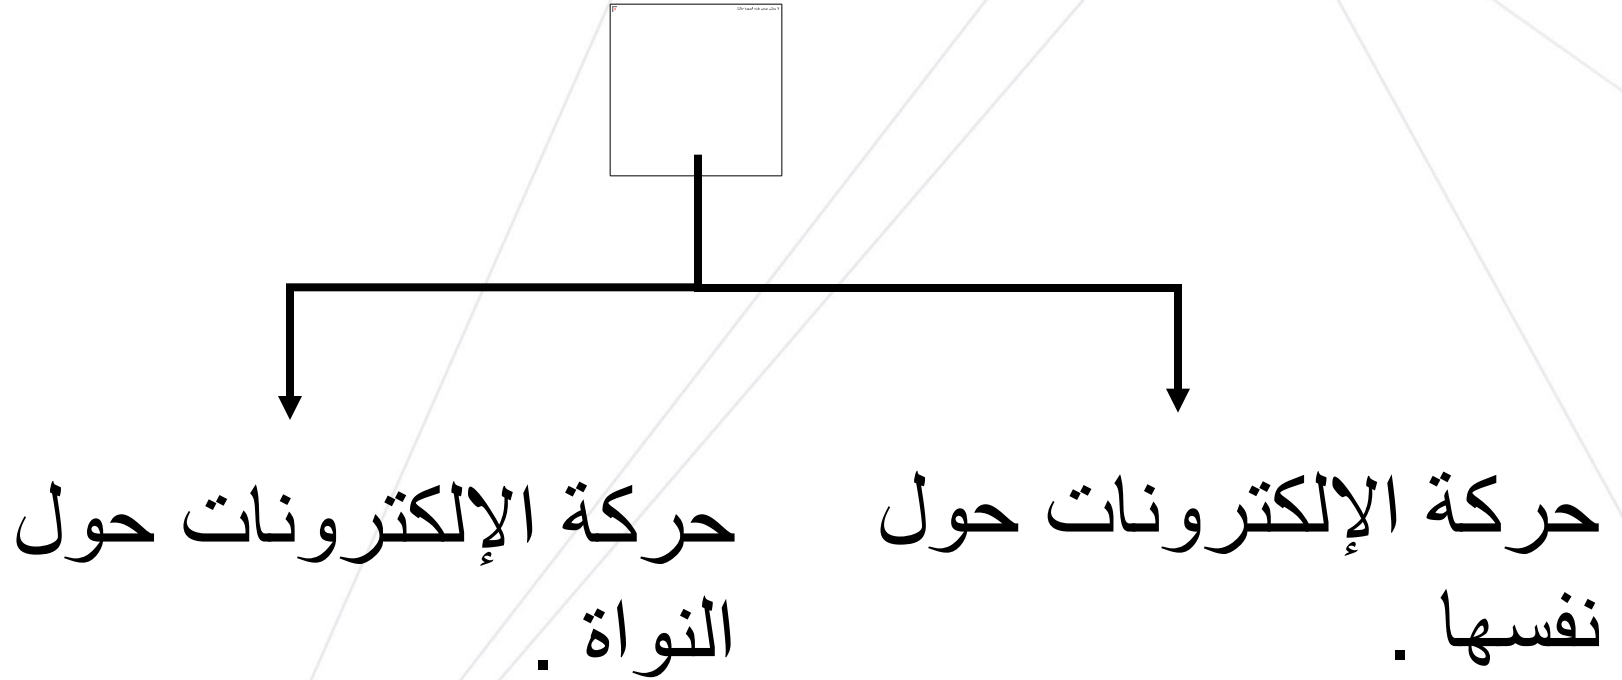 حركة الإلكترونات حول
نفسها .
حركة الإلكترونات حول
النواة .